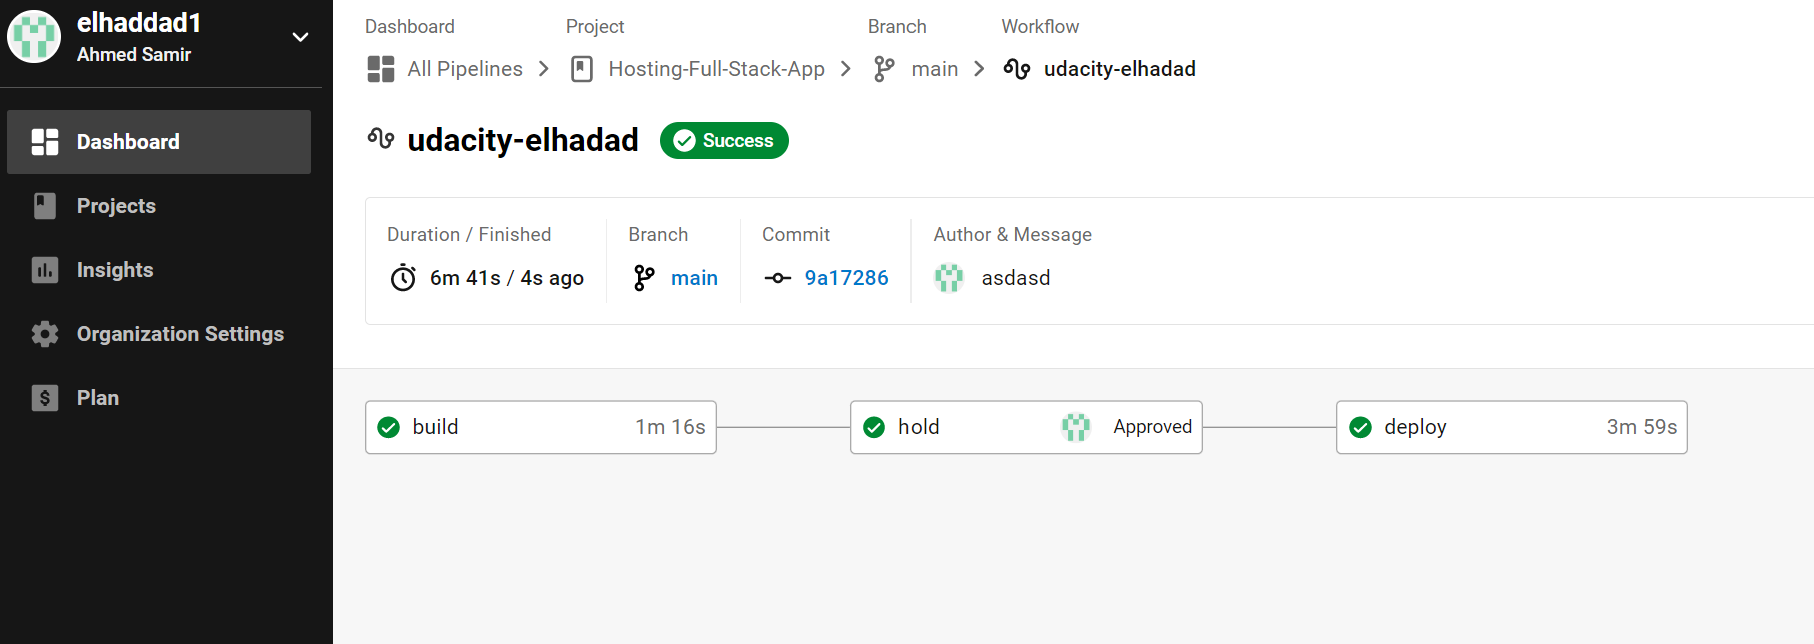 elhaddad1
Ahmed Samir
Dashboard
Projects
Insights
Organization Settings
Plan
Dashboard Project Branch Workflow
All Pipelines Hosting-Full-Stack-App main udacity-elhadad
udacity-elhadad Success
Duration / Finished Branch Commit Author & Message
6m 41s / 4s ago main 9a17286 asdasd
build 1m 16s hold Approved deploy 3m 59s